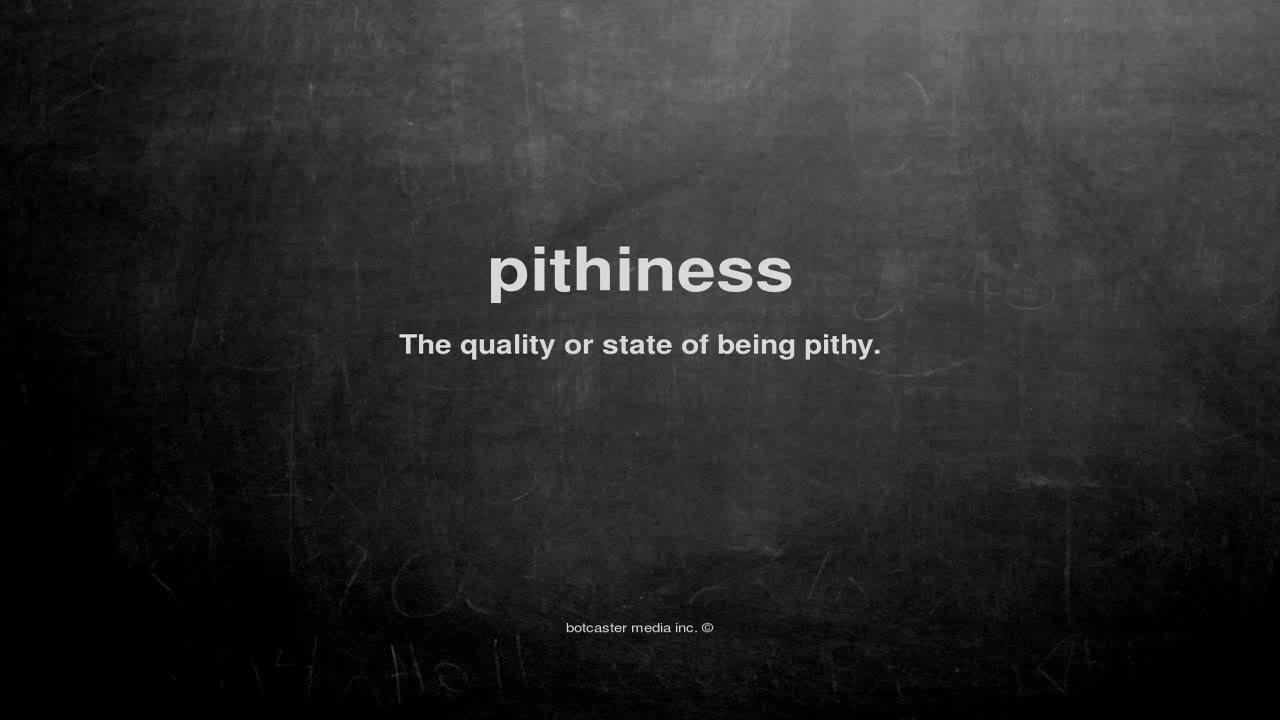 pithiness
The quality or state of being pithy.
botcaster media inc. ©